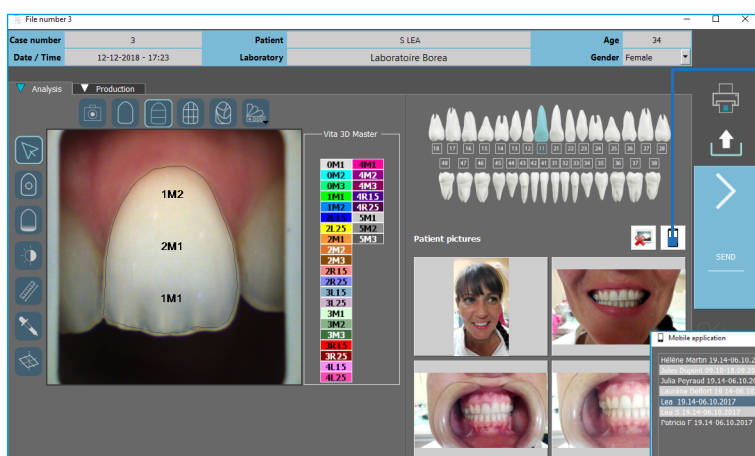 File number 3
Case number 3 Patient S LEA Age 34
Date / Time 12-12-2018 - 17:23 Laboratory Laboratoire Borea Gender Female
Analysis Production
Vita 3D Master
0M1 4M1
0M2 4M2
0M3 4M3
1M1 4R15
1M2 4R25
2L15 5M1
2L25 5M2
2M1 5M3
2M2
2M3
2R15
2R25
3L15
3L25
3M1
3M2
3M3
3R15
3R25
4L15
4L25
1M2
2M1
1M1
18 17 16 15 14 13 12 11 21 22 23 24 25 26 27 28
48 47 46 45 44 43 42 41 31 32 33 34 35 36 37 38
Patient pictures
SEND
Mobile application
Hélène Martin 19.14-06.10.2
Jules Dupont 09.10-18.09.20
Julia Peyraud 19.14-06.10.20
Laurène Delfort 19.14-06.10.
Lea 19.14-06.10.2017
Lea S 19.14-06.10.2017
Patricia F 19.14-06.10.2017